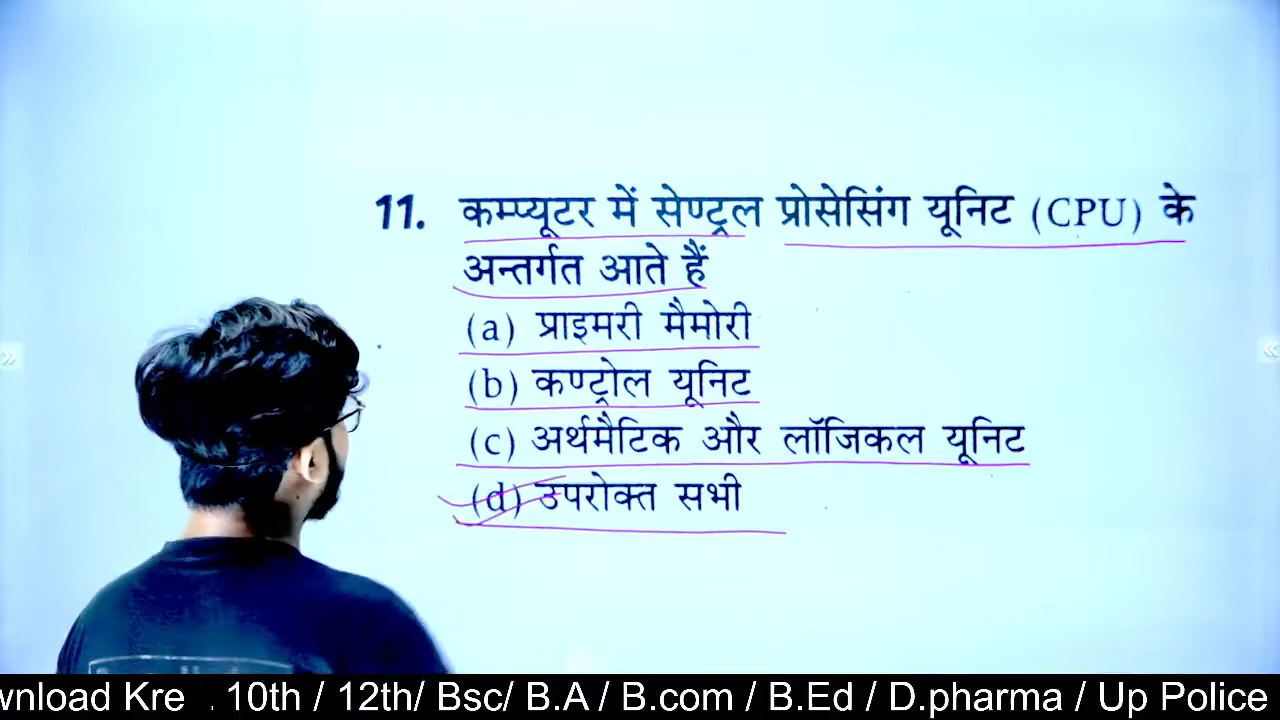 11. कम्प्यूटर में सेण्ट्रल प्रोसेसिंग यूनिट (CPU) के
अन्तर्गत आते हैं
(a) प्राइमरी मैमोरी
(b) कण्ट्रोल यूनिट
(c) अर्थमैटिक और लॉजिकल यूनिट
(d) उपरोक्त सभी
wnload Kre . 10th / 12th/ Bsc/ B.A / B.com / B.Ed / D.pharma / Up Police